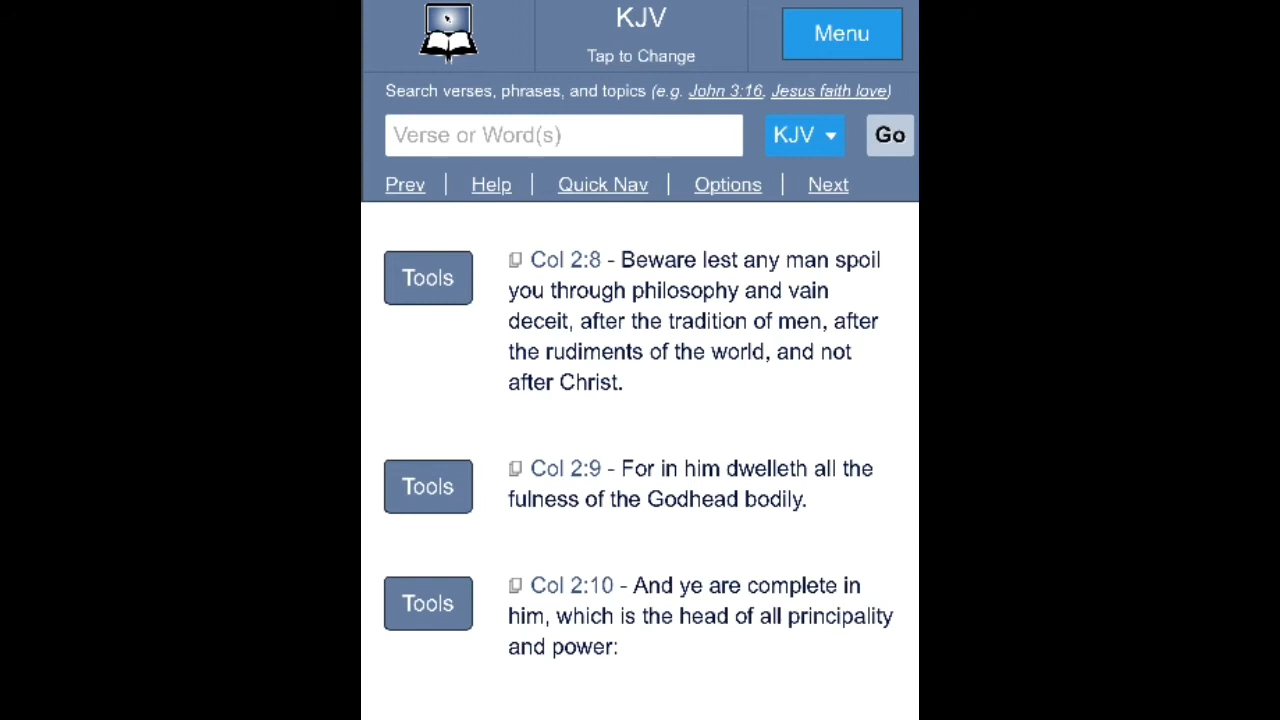 KJV
Tap to Change
Menu
Search verses, phrases, and topics (e.g. John 3:16, Jesus faith love)
Verse or Word(s)
KJV
Go
Prev | Help | Quick Nav | Options | Next
Tools
Col 2:8 - Beware lest any man spoil
you through philosophy and vain
deceit, after the tradition of men, after
the rudiments of the world, and not
after Christ.
Tools
Col 2:9 - For in him dwelleth all the
fulness of the Godhead bodily.
Tools
Col 2:10 - And ye are complete in
him, which is the head of all principality
and power: